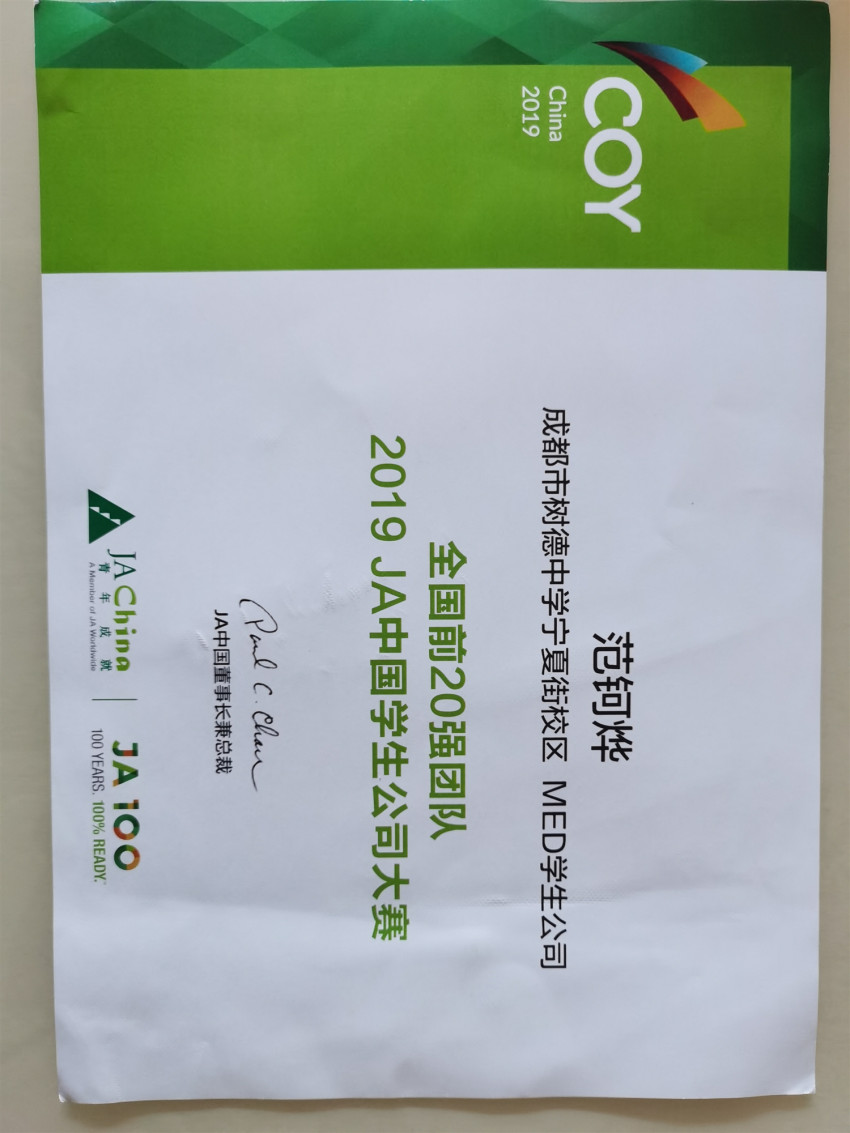 COY
China
2019
范钶烨
成都市树德中学宁夏街校区 MED学生公司
全国前20强团队
2019 JA中国学生公司大赛
Paul C. Chan
JA中国董事长兼总裁
JA China
青年成就
A Member of JA Worldwide
JA 100
100 YEARS. 100% READY.